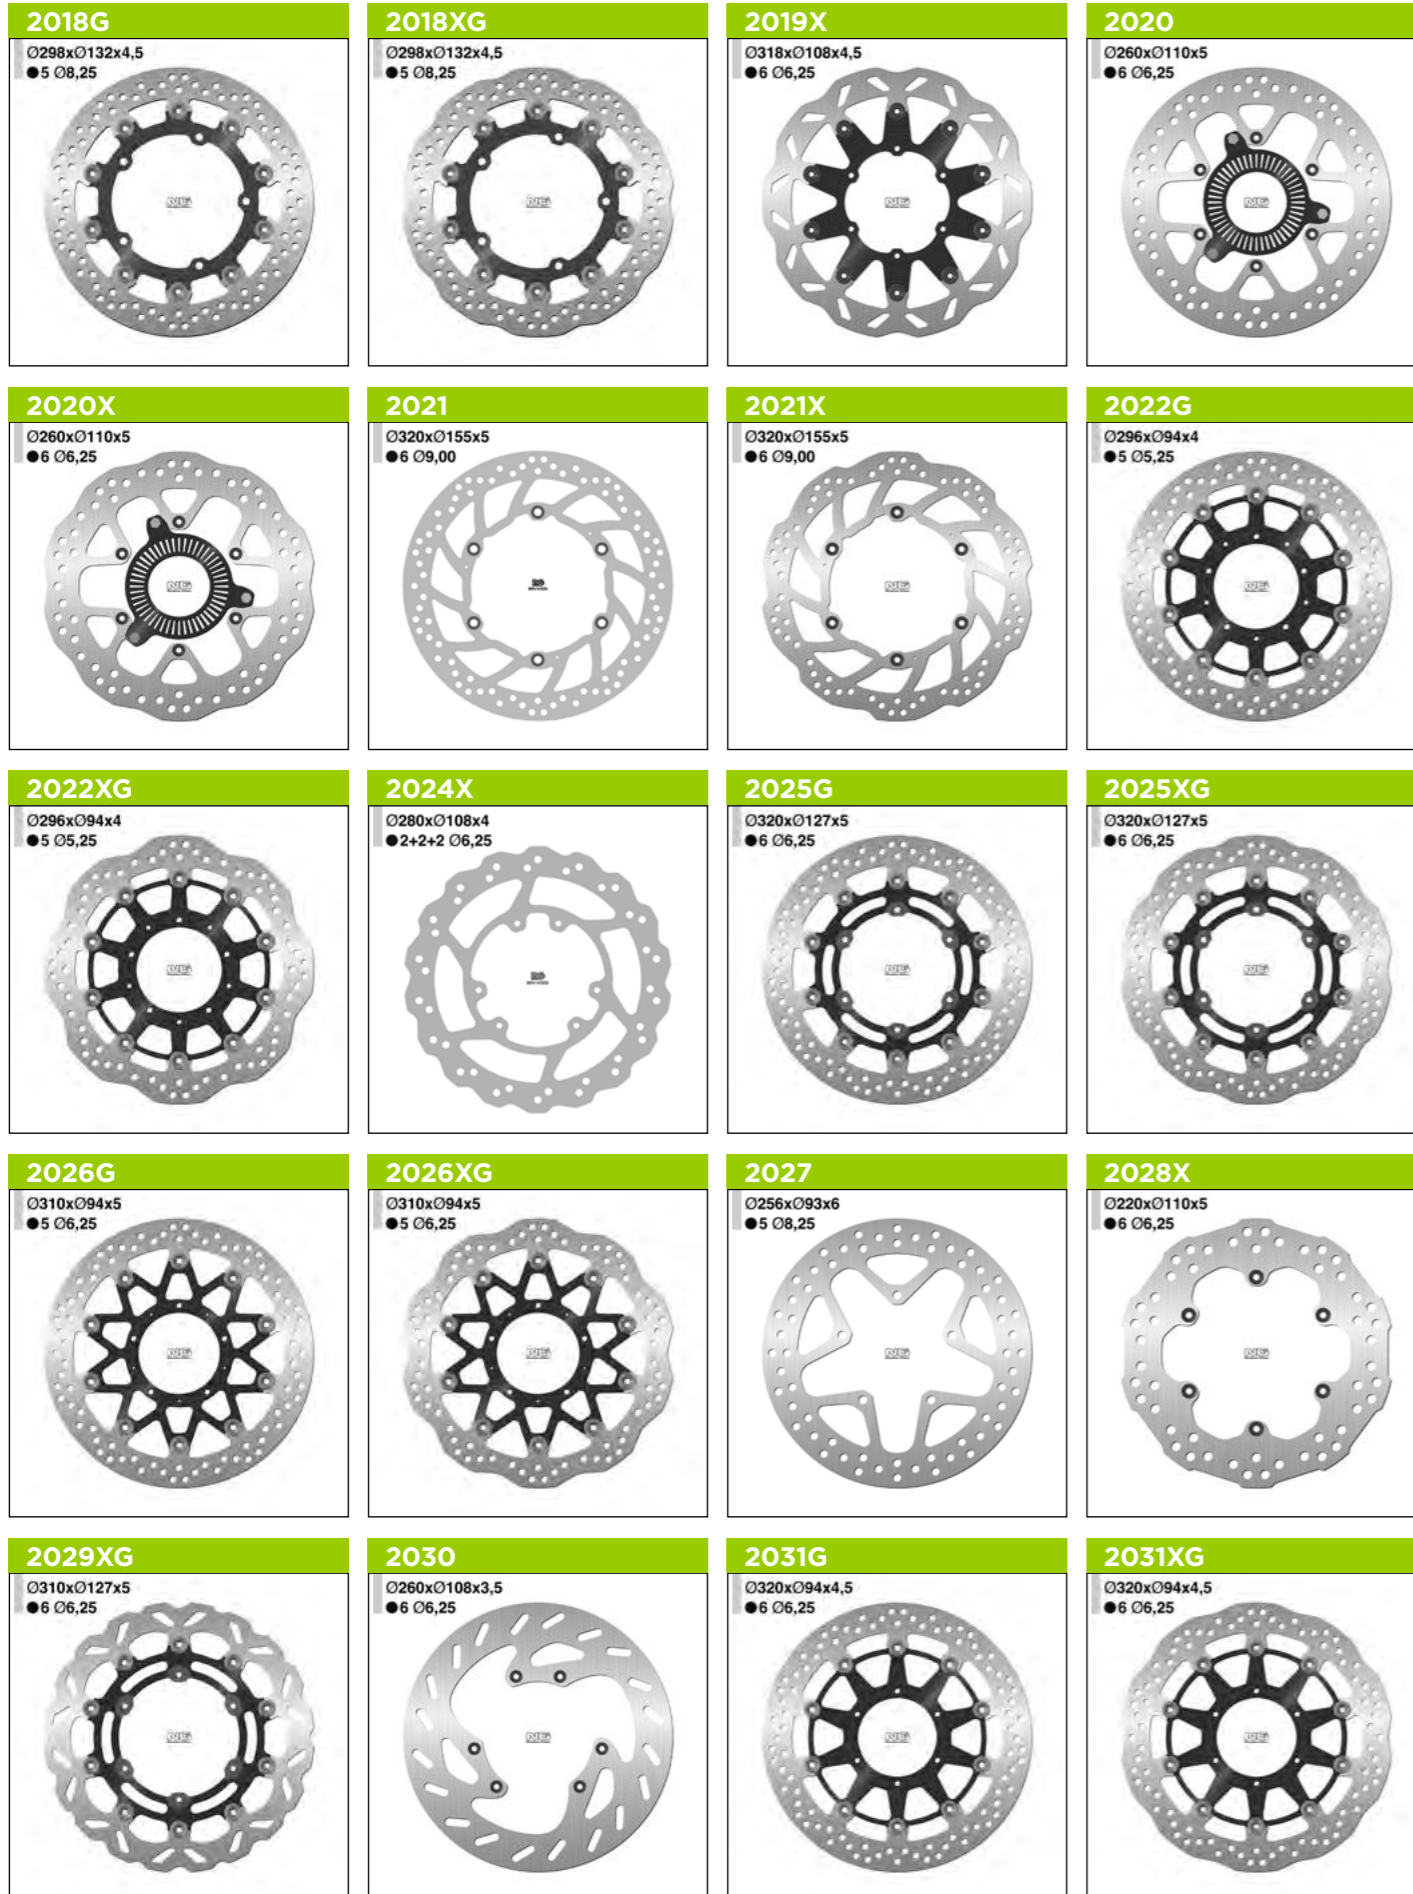 2018G
Ø298xØ132x4,5
●5 Ø8,25
2018XG
Ø298xØ132x4,5
●5 Ø8,25
2019X
Ø318xØ108x4,5
●6 Ø6,25
2020
Ø260xØ110x5
●6 Ø6,25
2020X
Ø260xØ110x5
●6 Ø6,25
2021
Ø320xØ155x5
●6 Ø9,00
2021X
Ø320xØ155x5
●6 Ø9,00
2022G
Ø296xØ94x4
●5 Ø5,25
2022XG
Ø296xØ94x4
●5 Ø5,25
2024X
Ø280xØ108x4
●2+2+2 Ø6,25
2025G
Ø320xØ127x5
●6 Ø6,25
2025XG
Ø320xØ127x5
●6 Ø6,25
2026G
Ø310xØ94x5
●5 Ø6,25
2026XG
Ø310xØ94x5
●5 Ø6,25
2027
Ø256xØ93x6
●5 Ø8,25
2028X
Ø220xØ110x5
●6 Ø6,25
2029XG
Ø310xØ127x5
●6 Ø6,25
2030
Ø260xØ108x3,5
●6 Ø6,25
2031G
Ø320xØ94x4,5
●6 Ø6,25
2031XG
Ø320xØ94x4,5
●6 Ø6,25